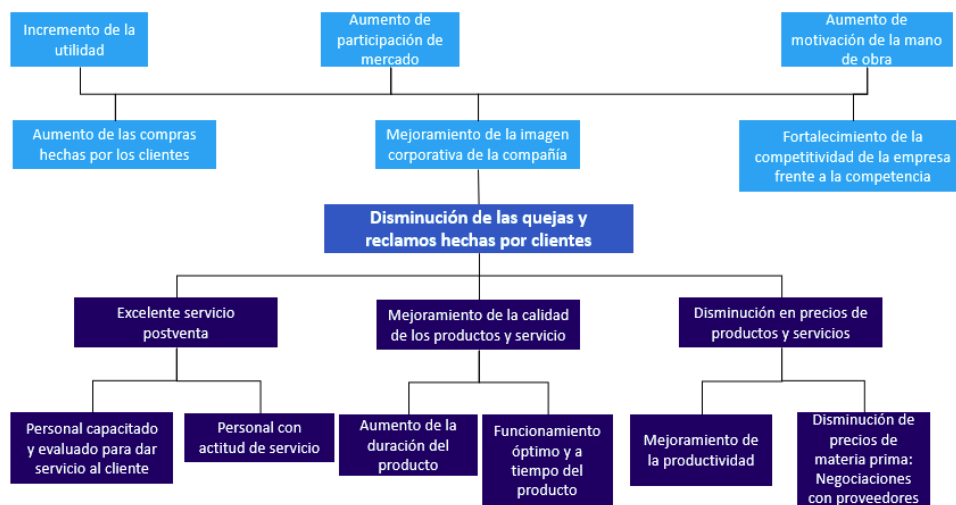 Incremento de la
utilidad
Aumento de
participación de
mercado
Aumento de
motivación de la mano
de obra
Aumento de las compras
hechas por los clientes
Mejoramiento de la imagen
corporativa de la compañía
Fortalecimiento de la
competitividad de la empresa
frente a la competencia
Disminución de las quejas y
reclamos hechas por clientes
Excelente servicio
postventa
Mejoramiento de la calidad
de los productos y servicio
Disminución en precios de
productos y servicios
Personal capacitado
y evaluado para dar
servicio al cliente
Personal con
actitud de servicio
Aumento de la
duración del
producto
Funcionamiento
óptimo y a
tiempo del
producto
Mejoramiento de
la productividad
Disminución de
precios de
materia prima:
Negociaciones
con proveedores